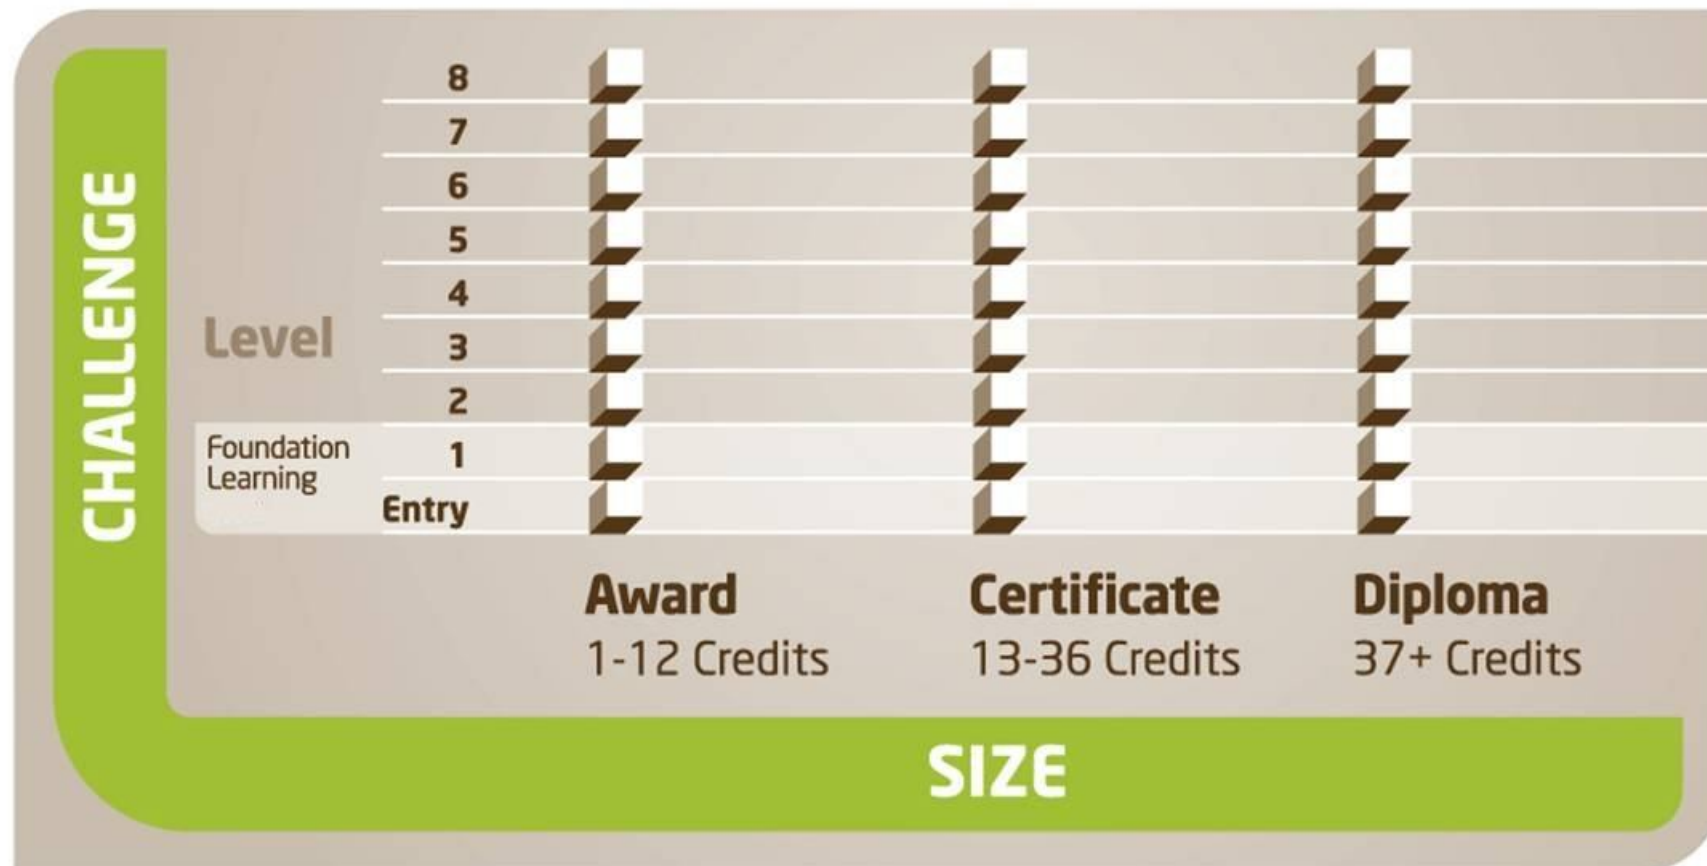 CHALLENGE
Level
8
7
6
5
4
3
2
1
Entry
Foundation
Learning
Award
1-12 Credits
Certificate
13-36 Credits
Diploma
37+ Credits
SIZE